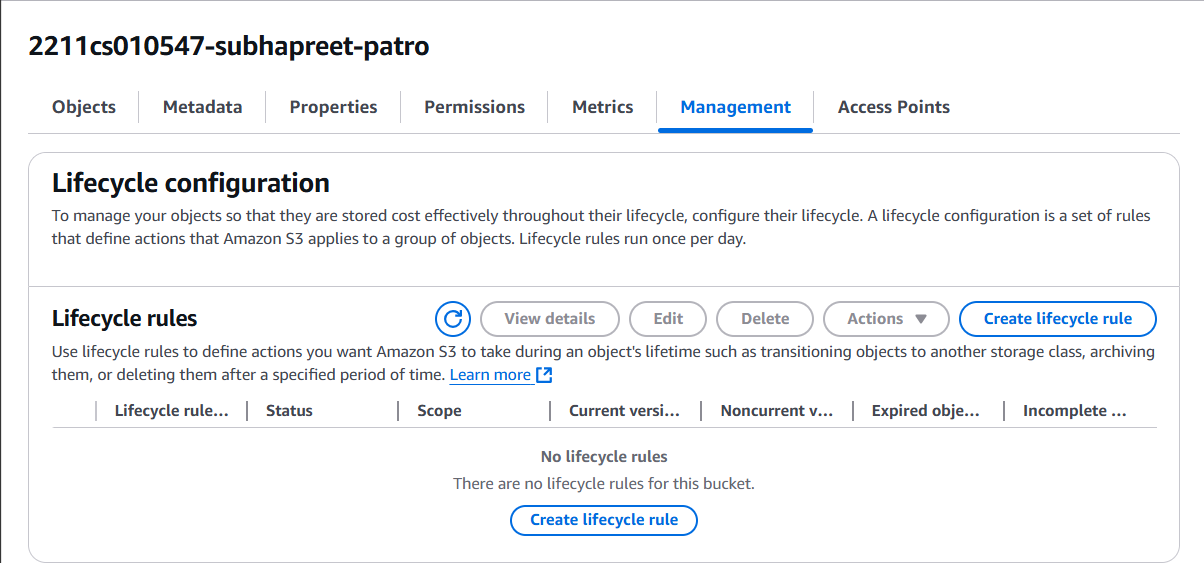 2211cs010547-subhapreet-patro
Objects Metadata Properties Permissions Metrics Management Access Points
Lifecycle configuration
To manage your objects so that they are stored cost effectively throughout their lifecycle, configure their lifecycle. A lifecycle configuration is a set of rules
that define actions that Amazon S3 applies to a group of objects. Lifecycle rules run once per day.
Lifecycle rules View details Edit Delete Actions Create lifecycle rule
Use lifecycle rules to define actions you want Amazon S3 to take during an object's lifetime such as transitioning objects to another storage class, archiving
them, or deleting them after a specified period of time. Learn more
Lifecycle rule... Status Scope Current versi... Noncurrent v... Expired obje... Incomplete ...
No lifecycle rules
There are no lifecycle rules for this bucket.
Create lifecycle rule